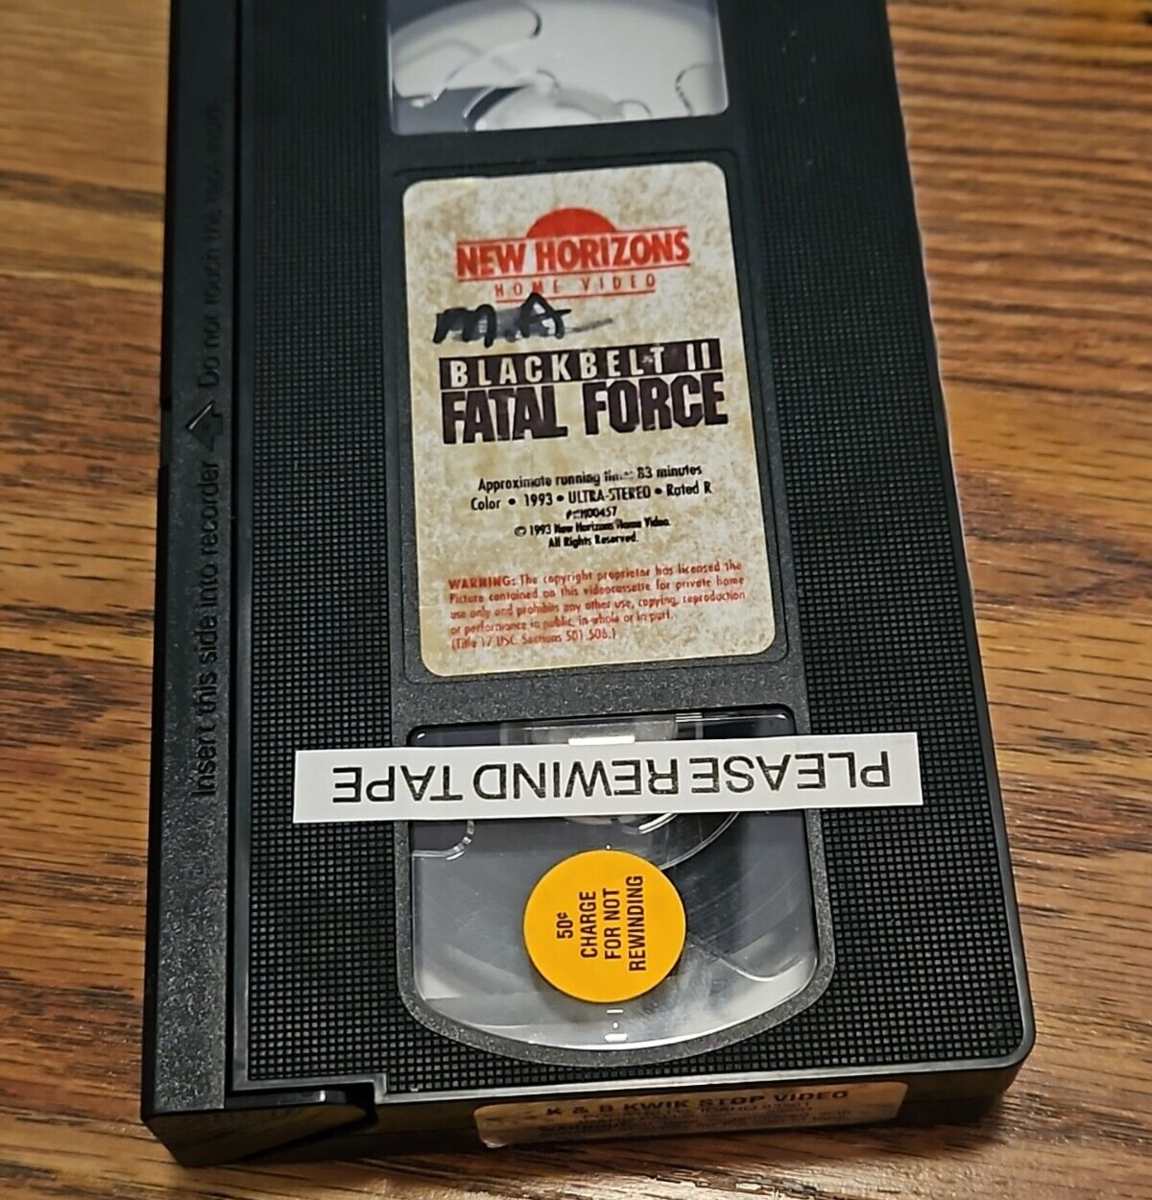 NEW HORIZONS
HOME VIDEO
M.A
BLACKBELT II
FATAL FORCE
Approximate running time: 83 minutes
Color • 1993 • ULTRA-STEREO • Rated R
© 1993 New Horizons Home Video.
All Rights Reserved.
WARNING: The copyright proprietor has licensed the
Picture contained on this videocassette for private home
use only and prohibits any other use, copying, reproduction
or performance in public, in whole or in part.
(Title 17 USC Sections 501 506.)
PLEASE REWIND TAPE
50¢
CHARGE
FOR NOT
REWINDING
Insert this side into recorder Do not touch the tape inside
K & B KWIK STOP VIDEO